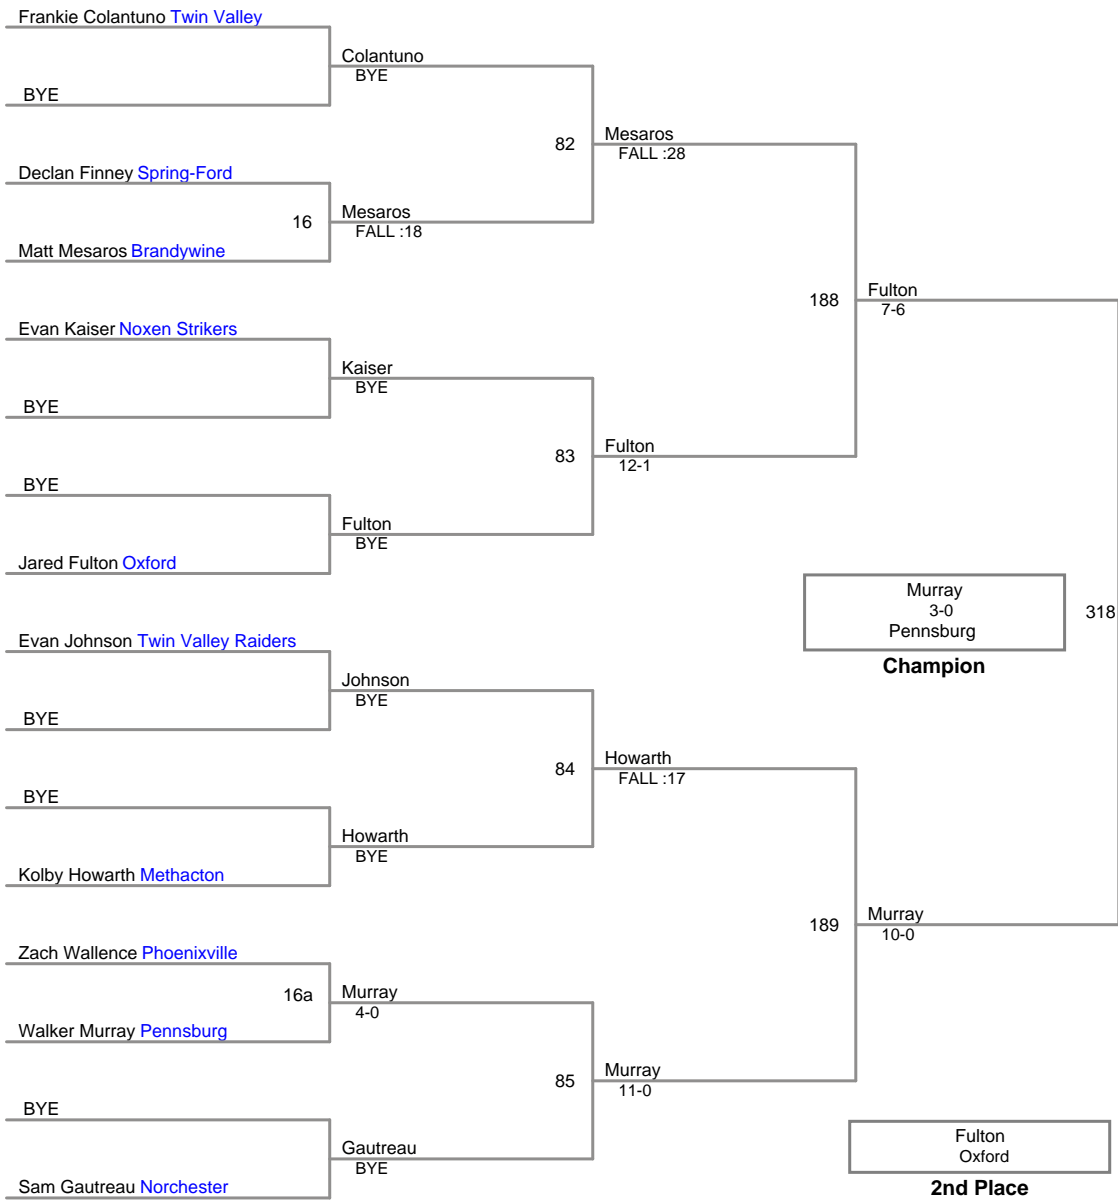 Frankie Colantuno Twin Valley
Colantuno
BYE
BYE
82
Mesaros
FALL :28
Declan Finney Spring-Ford
16
Mesaros
FALL :18
Matt Mesaros Brandywine
188
Fulton
7-6
Evan Kaiser Noxen Strikers
Kaiser
BYE
BYE
83
Fulton
12-1
BYE
Fulton
BYE
Jared Fulton Oxford
Murray
3-0
Pennsburg
318
Champion
Evan Johnson Twin Valley Raiders
Johnson
BYE
BYE
84
Howarth
FALL :17
BYE
Howarth
BYE
Kolby Howarth Methacton
189
Murray
10-0
Zach Wallence Phoenixville
16a
Murray
4-0
Walker Murray Pennsburg
85
Murray
11-0
BYE
Gautreau
BYE
Sam Gautreau Norchester
Fulton
Oxford
2nd Place